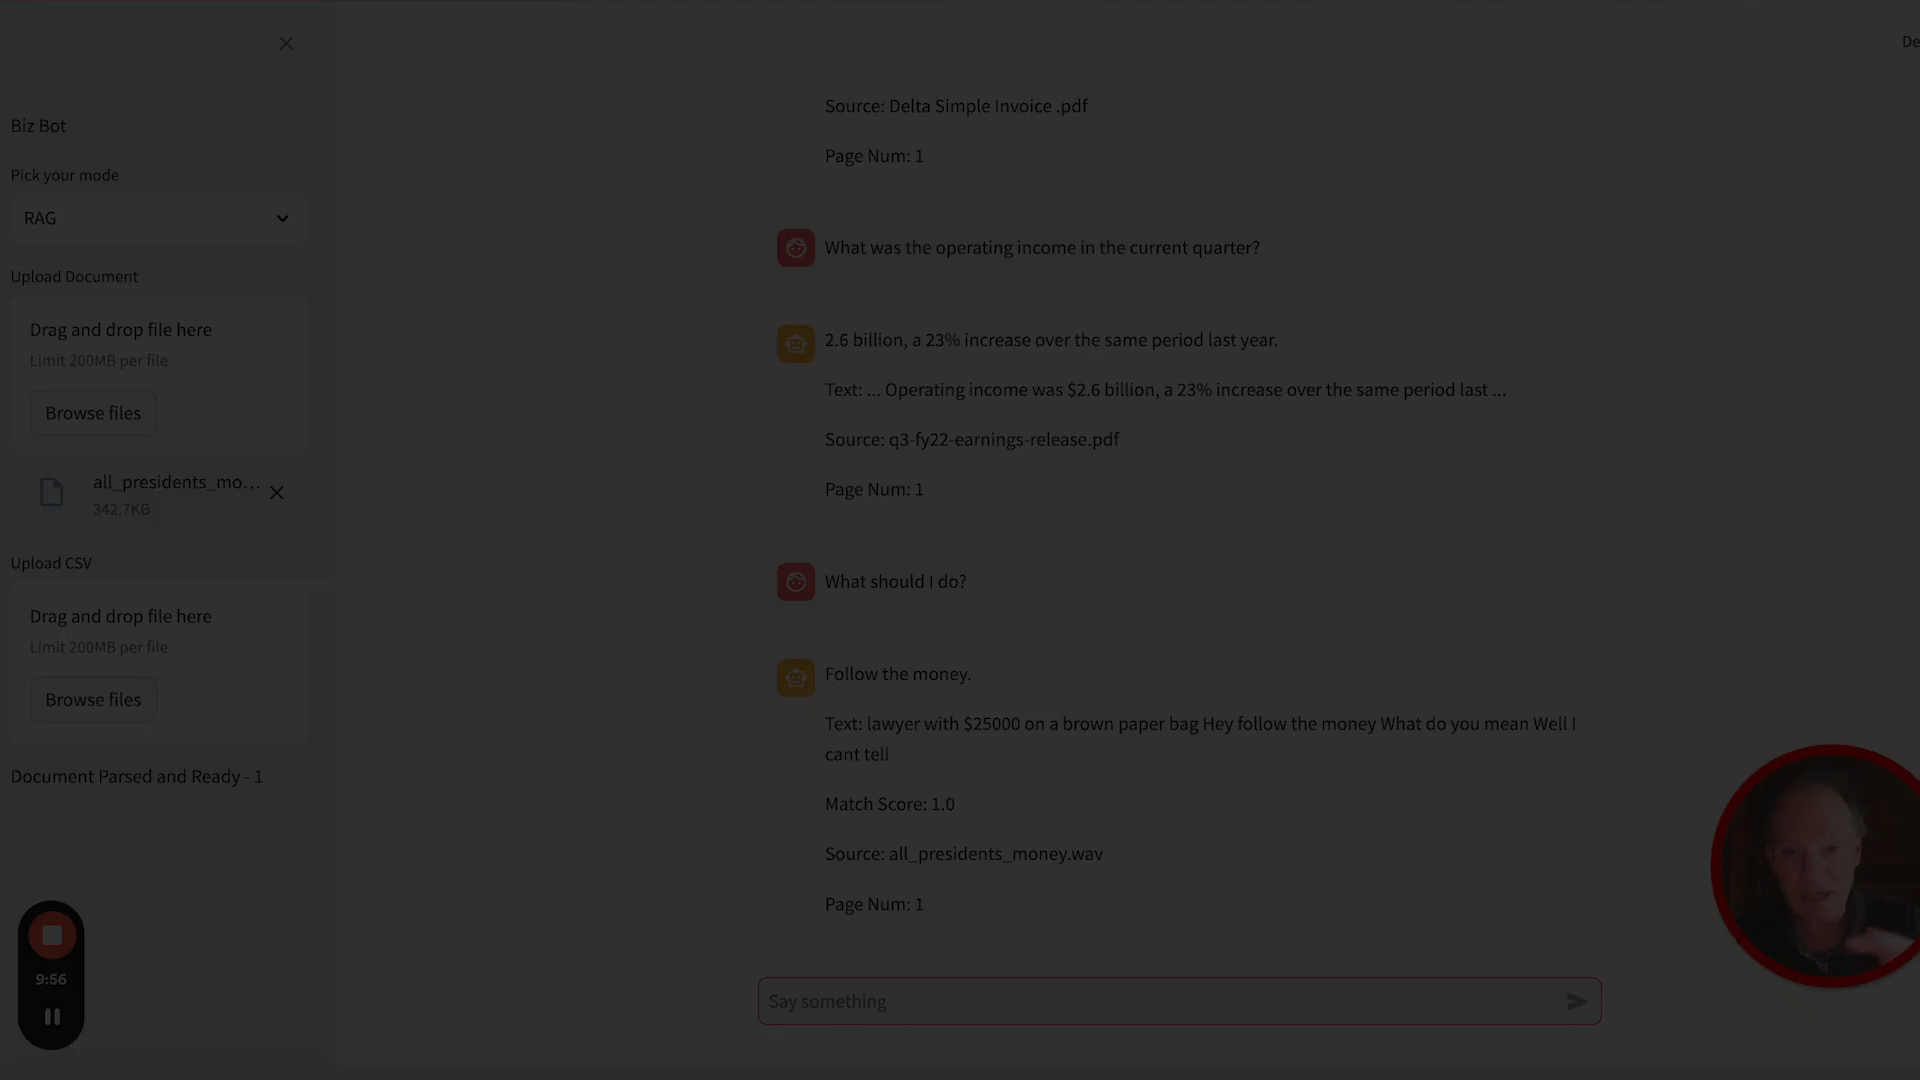 De
Biz Bot
Pick your mode
RAG
Upload Document
Drag and drop file here
Limit 200MB per file
Browse files
all_presidents_mo...
342.7KB
Upload CSV
Drag and drop file here
Limit 200MB per file
Browse files
Document Parsed and Ready - 1
9:56
Source: Delta Simple Invoice .pdf
Page Num: 1
What was the operating income in the current quarter?
2.6 billion, a 23% increase over the same period last year.
Text: ... Operating income was $2.6 billion, a 23% increase over the same period last ...
Source: q3-fy22-earnings-release.pdf
Page Num: 1
What should I do?
Follow the money.
Text: lawyer with $25000 on a brown paper bag Hey follow the money What do you mean Well I
cant tell
Match Score: 1.0
Source: all_presidents_money.wav
Page Num: 1
Say something